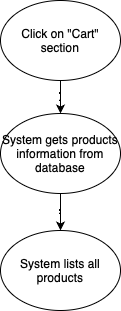 Click on "Cart"
section
System gets products
information from
database
System lists all
products